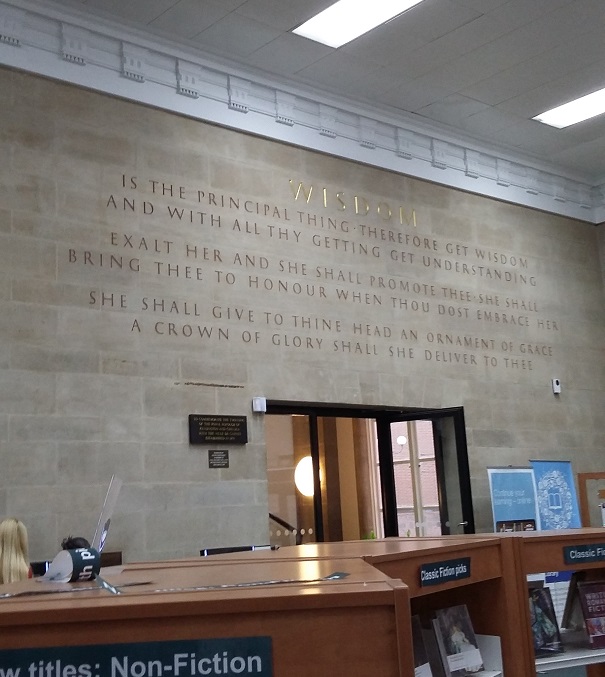 WISDOM
IS THE PRINCIPAL THING · THEREFORE GET WISDOM
AND WITH ALL THY GETTING GET UNDERSTANDING
EXALT HER AND SHE SHALL PROMOTE THEE · SHE SHALL
BRING THEE TO HONOUR WHEN THOU DOST EMBRACE HER
SHE SHALL GIVE TO THINE HEAD AN ORNAMENT OF GRACE
A CROWN OF GLORY SHALL SHE DELIVER TO THEE
Continue your
Classic Fiction picks
Classic Fi
w titles: Non-Fiction